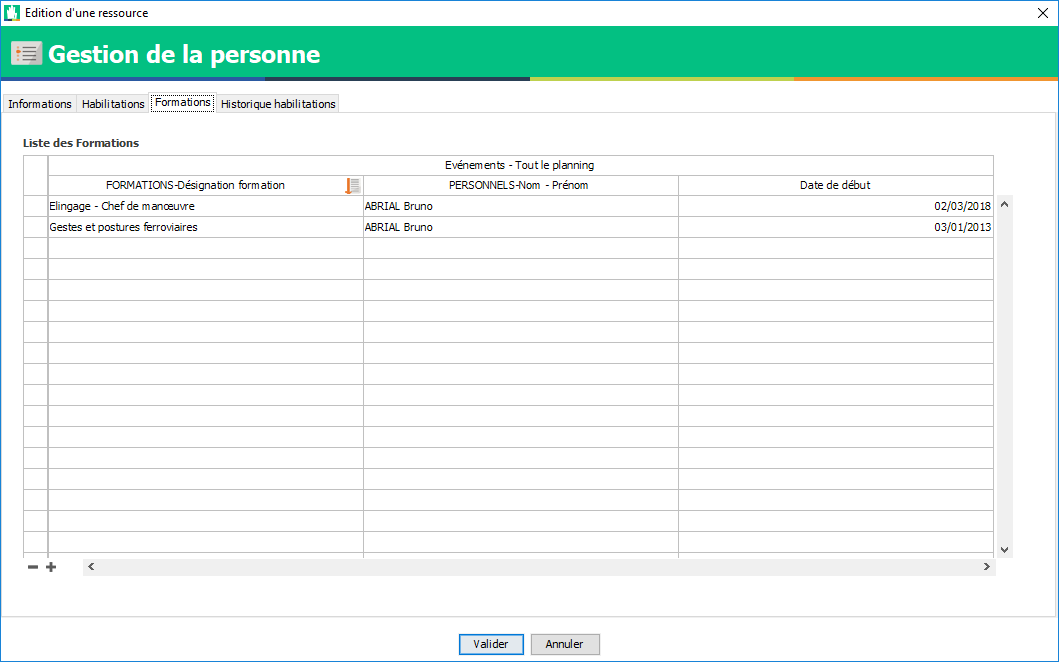 Edition d'une ressource
Gestion de la personne
Informations Habilitations Formations Historique habilitations
Liste des Formations
Evénements - Tout le planning
FORMATIONS-Désignation formation PERSONNELS-Nom - Prénom Date de début
Elingage - Chef de manœuvre ABRIAL Bruno 02/03/2018
Gestes et postures ferroviaires ABRIAL Bruno 03/01/2013
Valider Annuler